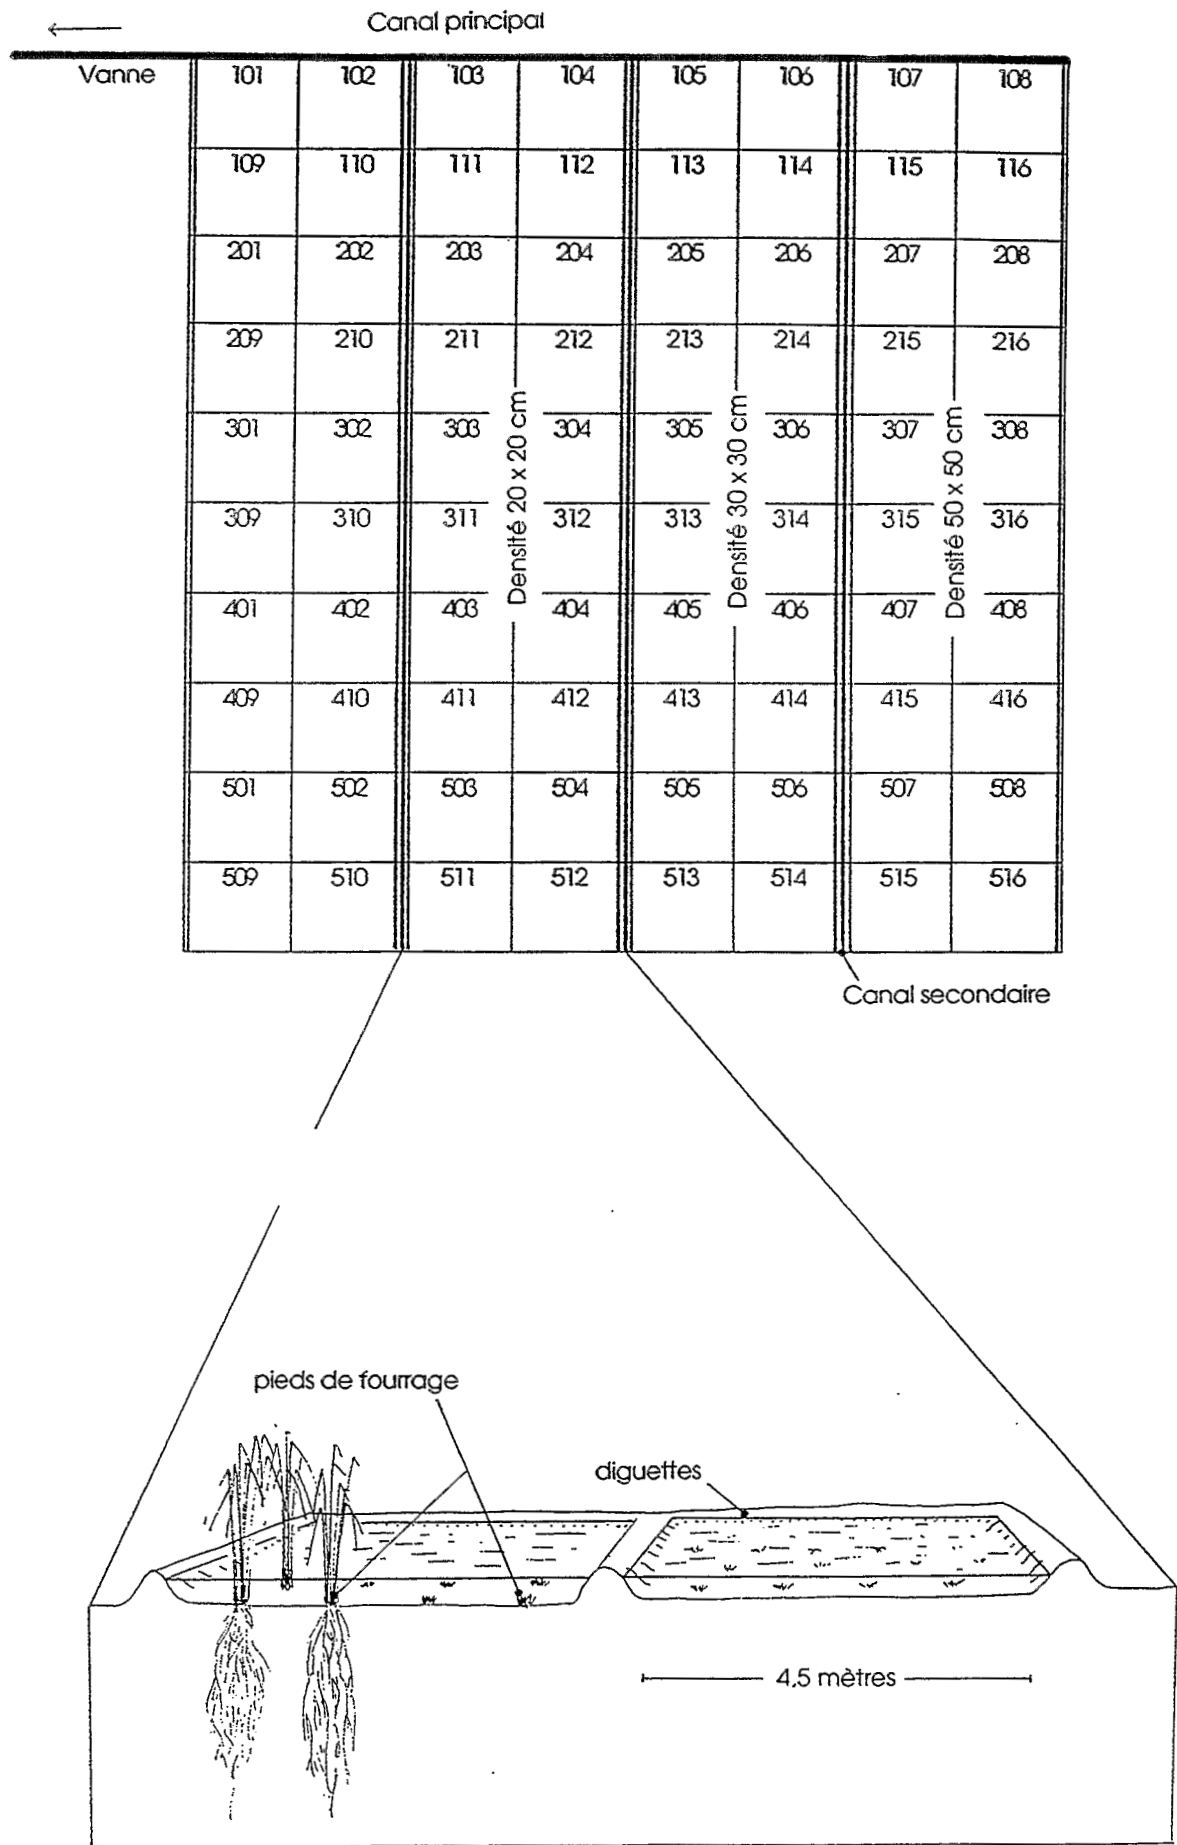 Canal principal
Vanne 101 102 103 104 105 106 107 108
109 110 111 112 113 114 115 116
201 202 203 204 205 206 207 208
209 210 211 212 213 214 215 216
301 302 303 304 305 306 307 308
309 310 311 312 313 314 315 316
401 402 403 404 405 406 407 408
409 410 411 412 413 414 415 416
501 502 503 504 505 506 507 508
509 510 511 512 513 514 515 516
Densité 20 x 20 cm
Densité 30 x 30 cm
Densité 50 x 50 cm
Canal secondaire
pieds de fourrage
diguettes
4,5 mètres